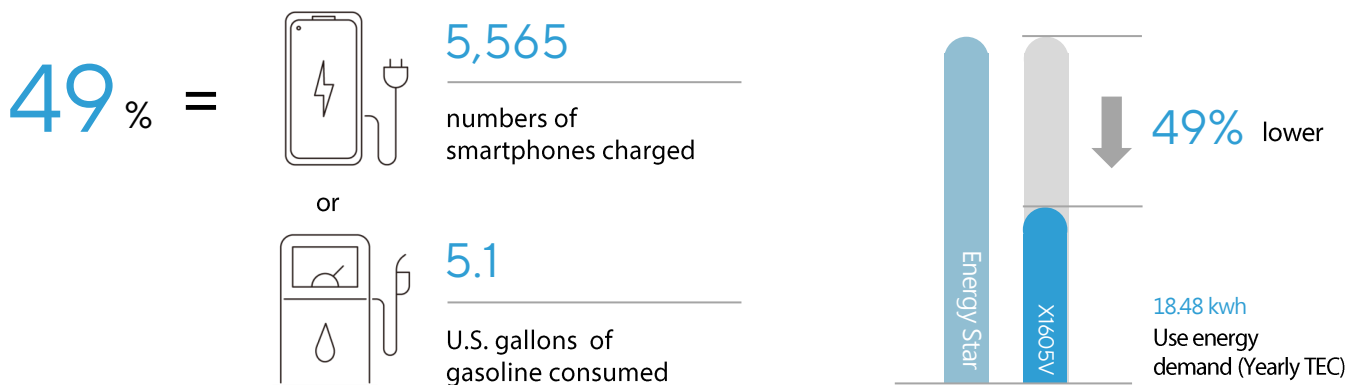 49 %
=
5,565
numbers of
smartphones charged
or
5.1
U.S. gallons of
gasoline consumed
Energy Star
X1605V
49% lower
18.48 kwh
Use energy
demand (Yearly TEC)